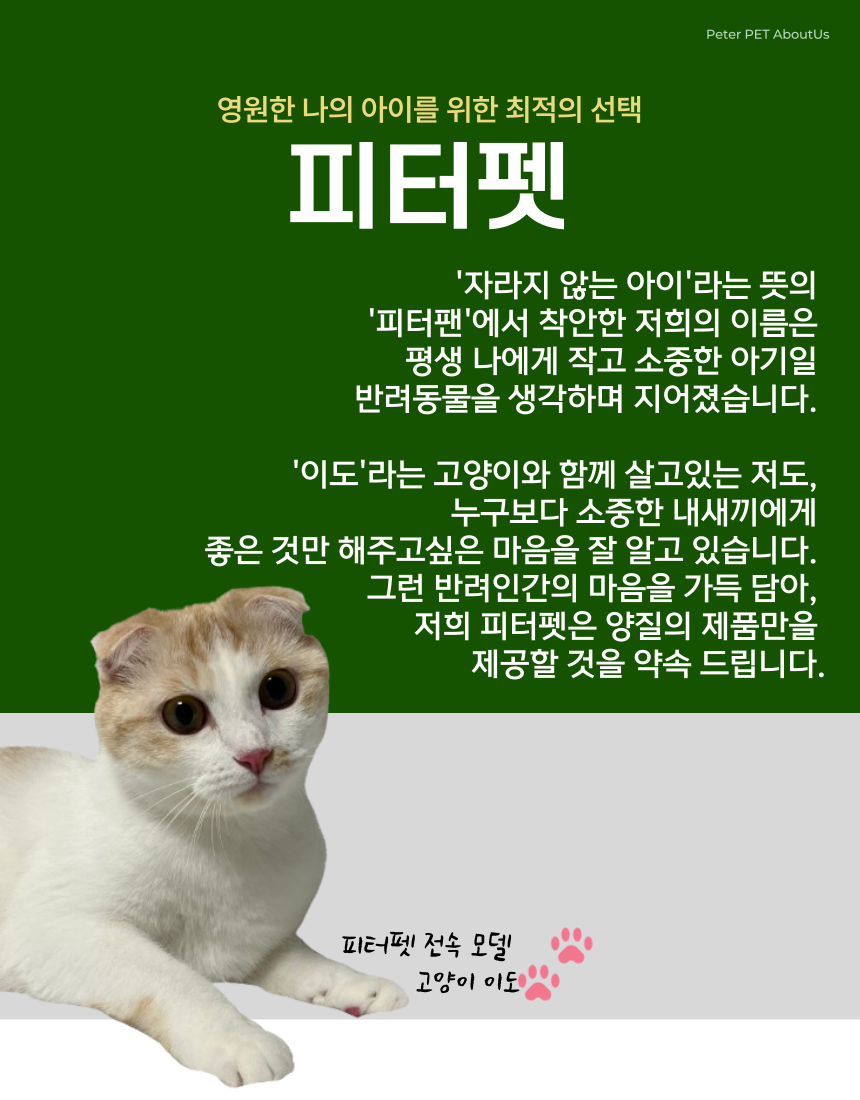 Peter PET AboutUs
영원한 나의 아이를 위한 최적의 선택
피터펫
'자라지 않는 아이'라는 뜻의
'피터팬'에서 착안한 저희의 이름은
평생 나에게 작고 소중한 아기일
반려동물을 생각하며 지어졌습니다.
'이도'라는 고양이와 함께 살고있는 저도,
누구보다 소중한 내새끼에게
좋은 것만 해주고싶은 마음을 잘 알고 있습니다.
그런 반려인간의 마음을 가득 담아,
저희 피터펫은 양질의 제품만을
제공할 것을 약속 드립니다.
피터펫 전속 모델
고양이 이도